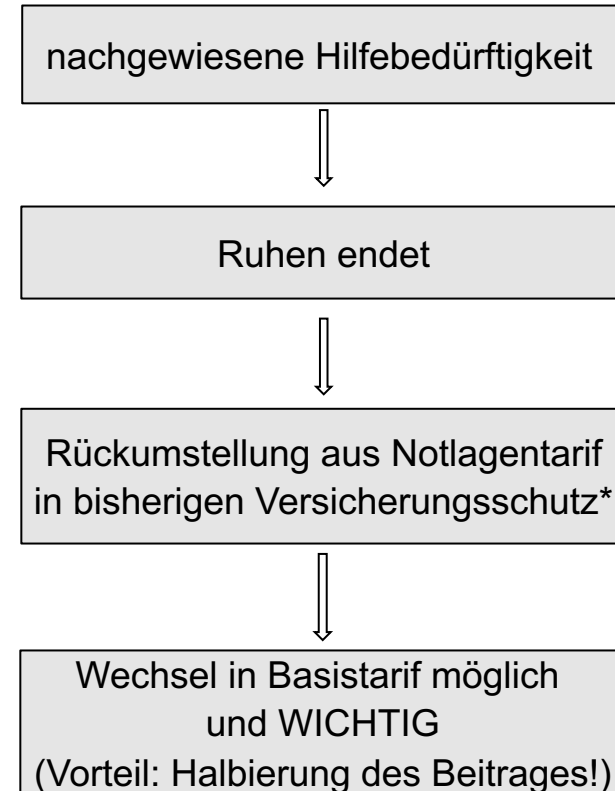 nachgewiesene Hilfebedürftigkeit
Ruhen endet
Rückumstellung aus Notlagentarif
in bisherigen Versicherungsschutz*
Wechsel in Basistarif möglich
und WICHTIG
(Vorteil: Halbierung des Beitrages!)